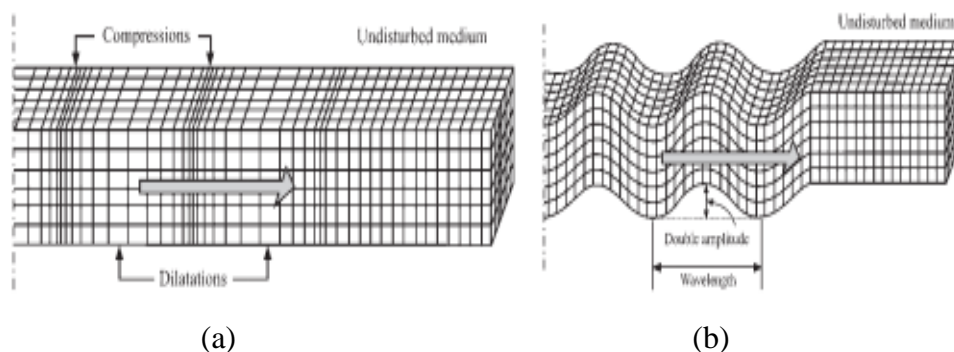 Compressions
Undisturbed medium
Dilatations
(a)
Undisturbed medium
Double amplitude
Wavelength
(b)